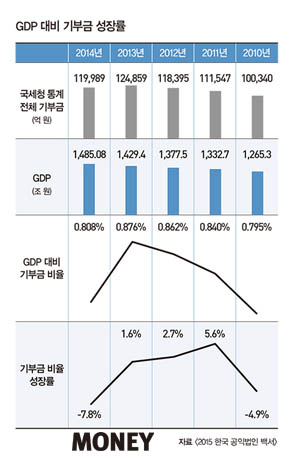 GDP 대비 기부금 성장률
2014년 2013년 2012년 2011년 2010년
국세청 통계
전체 기부금
(억 원)
119,989 124,859 118,395 111,547 100,340
GDP
(조 원)
1,485.08 1,429.4 1,377.5 1,332.7 1,265.3
GDP 대비
기부금 비율
0.808% 0.876% 0.862% 0.840% 0.795%
기부금 비율
성장률
-7.8% 1.6% 2.7% 5.6% -4.9%
MONEY 자료 〈2015 한국 공익법인 백서〉